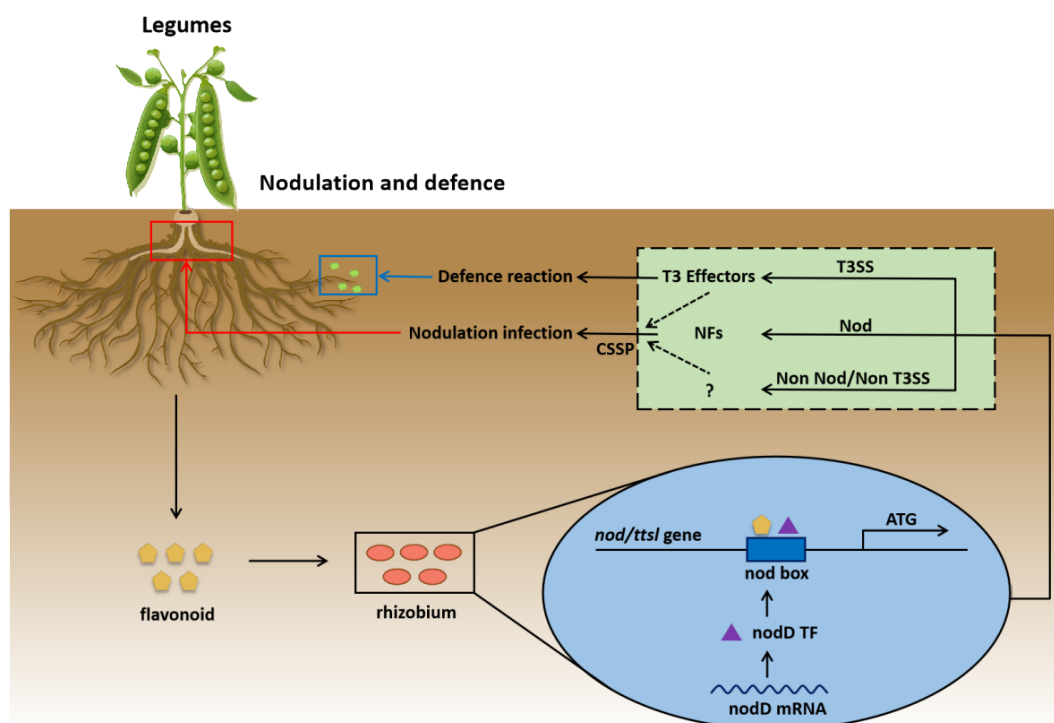 Legumes
Nodulation and defence
Defence reaction
T3 Effectors
T3SS
Nodulation infection
CSSP
NFs
Nod
?
Non Nod/Non T3SS
flavonoid
rhizobium
nod/ttsl gene
ATG
nod box
nodD TF
nodD mRNA